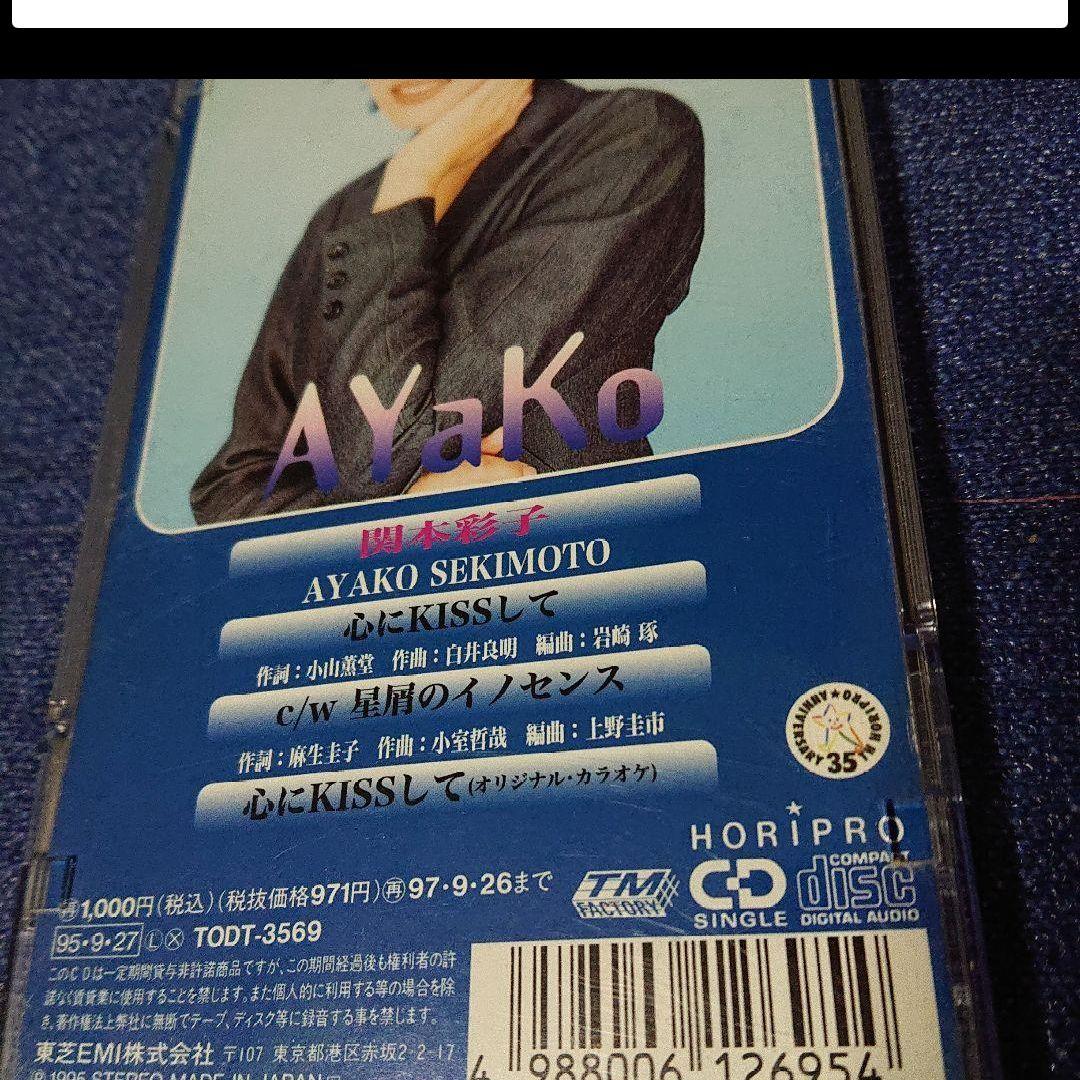 AYaKo
関本彩子
AYAKO SEKIMOTO
心にKISSして
作詞:小山薫堂 作曲:白井良明 編曲:岩崎 琢
c/w 星屑のイノセンス
作詞:麻生圭子 作曲:小室哲哉 編曲:上野圭市
心にKISSして(オリジナル・カラオケ)
HORIPRO ANNIVERSARY 35TH
HORIPRO
TM FACTORY
CD SINGLE
COMPACT disc DIGITAL AUDIO
再1,000円(税込)(税抜価格971円)再97・9・26まで
95・9・27 L X TODT-3569
このCDは一定期間貸与非許諾商品ですが、この期間経過後も権利者の許
諾なく賃貸業に使用することを禁じます。また個人的に利用する等の場合を除
き、著作権法上弊社に無断でテープ、ディスク等に録音する事を禁じます。
東芝EMI株式会社 〒107 東京都港区赤坂2-2-17
℗1995 STEREO MADE IN JAPAN
4 988006 126954